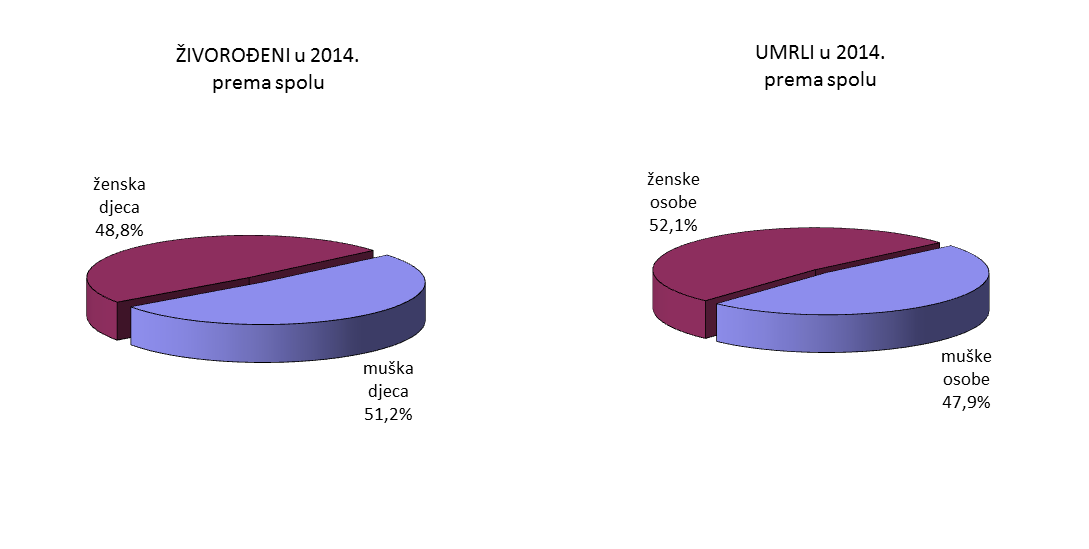 ŽIVOROĐENI u 2014.
prema spolu
ženska
djeca
48,8%
muška
djeca
51,2%
UMRLI u 2014.
prema spolu
ženske
osobe
52,1%
muške
osobe
47,9%